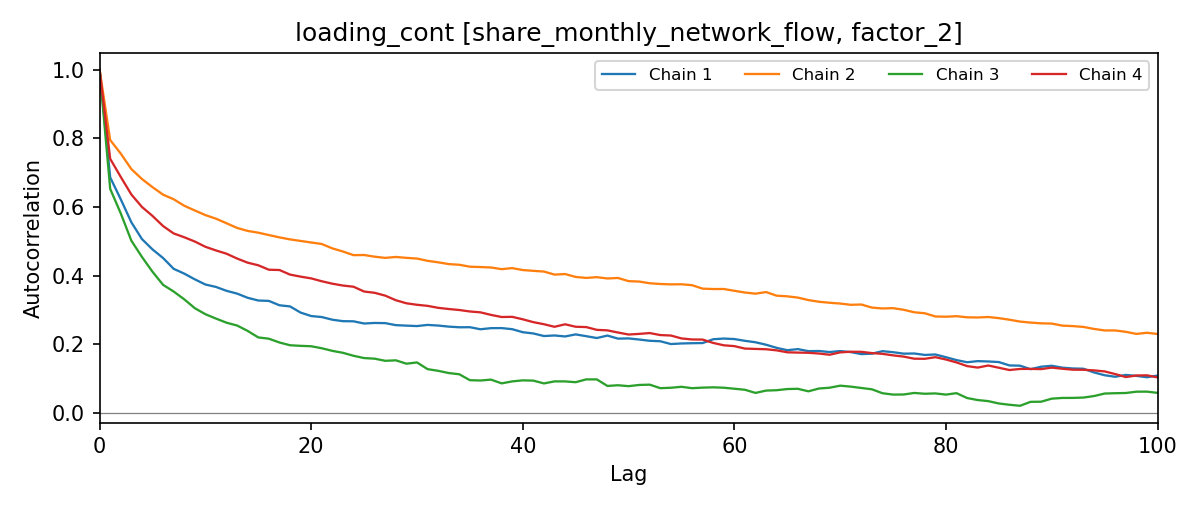 loading_cont [share_monthly_network_flow, factor_2]
Chain 1 Chain 2 Chain 3 Chain 4
Autocorrelation
1.0
0.8
0.6
0.4
0.2
0.0
0 20 40 60 80 100
Lag